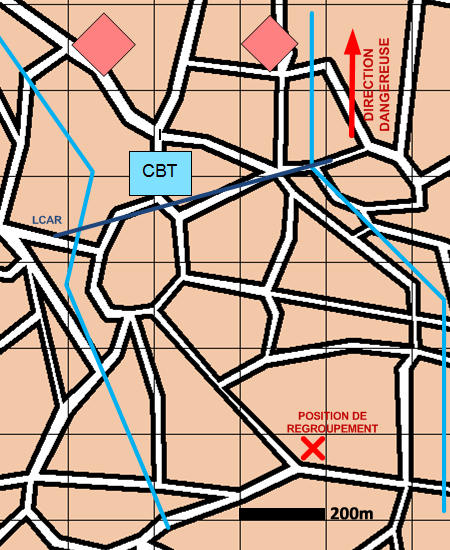 DIRECTION
DANGEREUSE
CBT
LCAR
POSITION DE
REGROUPEMENT
200m